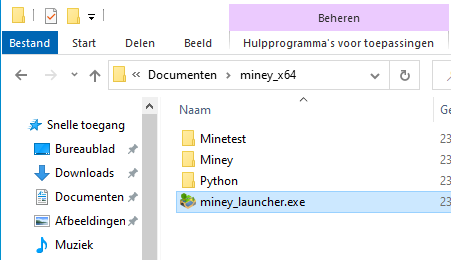 Beheren
Bestand Start Delen Beeld Hulpprogramma's voor toepassingen
« Documenten miney_x64
Naam Ge
Snelle toegang
Bureaublad
Downloads
Documenten
Afbeeldingen
Muziek
Minetest 23
Miney 23
Python 23
miney_launcher.exe 23